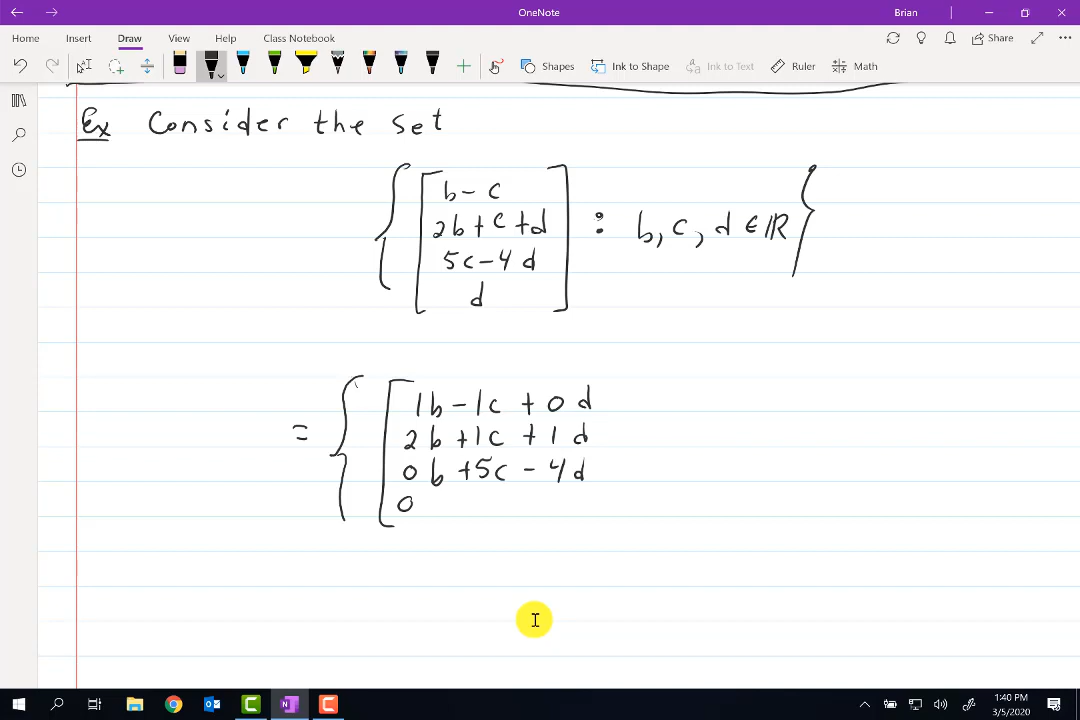 OneNote
Brian
Home Insert Draw View Help Class Notebook
Share
Shapes Ink to Shape Ink to Text Ruler Math
Ex Consider the set
{ [ b - c
2b + c + d
5c - 4d
d ] : b, c, d ∈ ℝ }
= { [ 1b - 1c + 0d
2b + 1c + 1d
0b + 5c - 4d
0
1:40 PM
3/5/2020